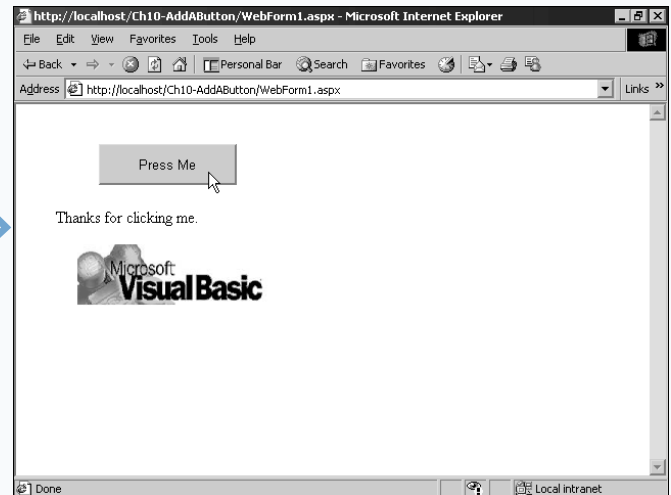 http://localhost/Ch10-AddAButton/WebForm1.aspx - Microsoft Internet Explorer
File Edit View Favorites Tools Help
Back Personal Bar Search Favorites
Address http://localhost/Ch10-AddAButton/WebForm1.aspx Links »
Press Me
Thanks for clicking me.
Microsoft
Visual Basic
Done Local intranet